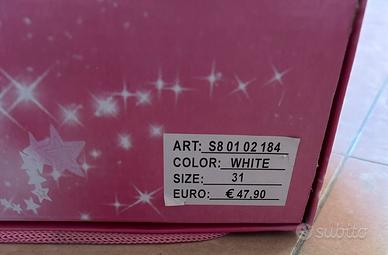 ART: S8 01 02 184
COLOR: WHITE
SIZE: 31
EURO: € 47,90
subito